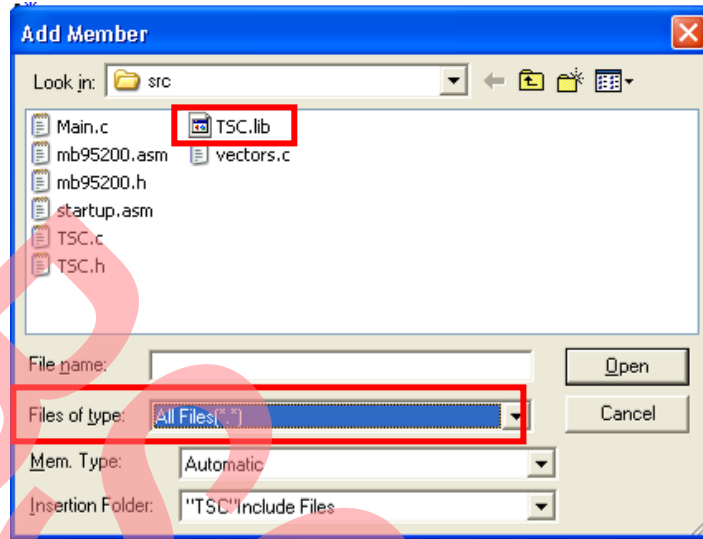 Add Member
Look in: src
Main.c TSC.lib
mb95200.asm vectors.c
mb95200.h
startup.asm
TSC.c
TSC.h
File name: Open
Files of type: All Files(*.*) Cancel
Mem. Type: Automatic
Insertion Folder: "TSC"Include Files